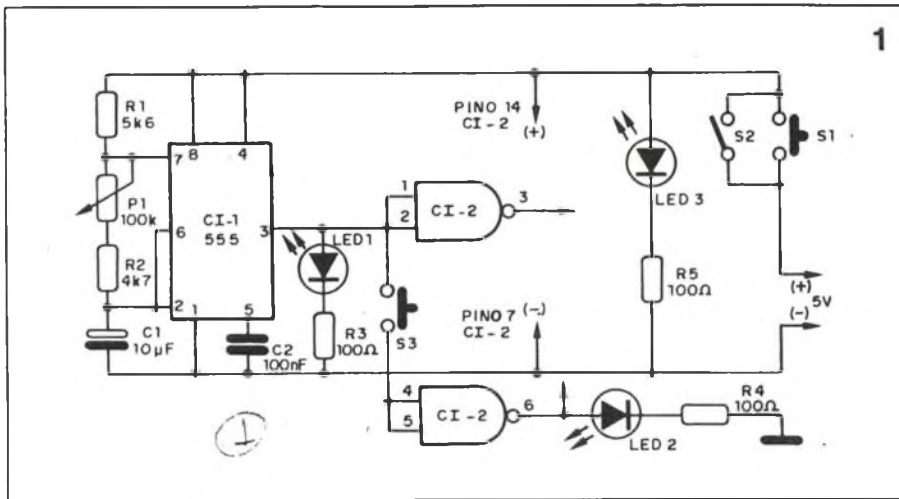 1
R1
5k6
PINO 14
CI-2
(+)
S2
S1
8
4
7
P1
100k
CI-1
555
6
3
1
2
CI-2
3
LED 3
LED1
R2
4k7
2
1
5
R3
100Ω
S3
PINO 7 (-)
CI-2
R5
100Ω
(+)
5V
(-)
C1
10µF
C2
100nF
4
5
CI-2
6
LED 2
R4
100Ω
1